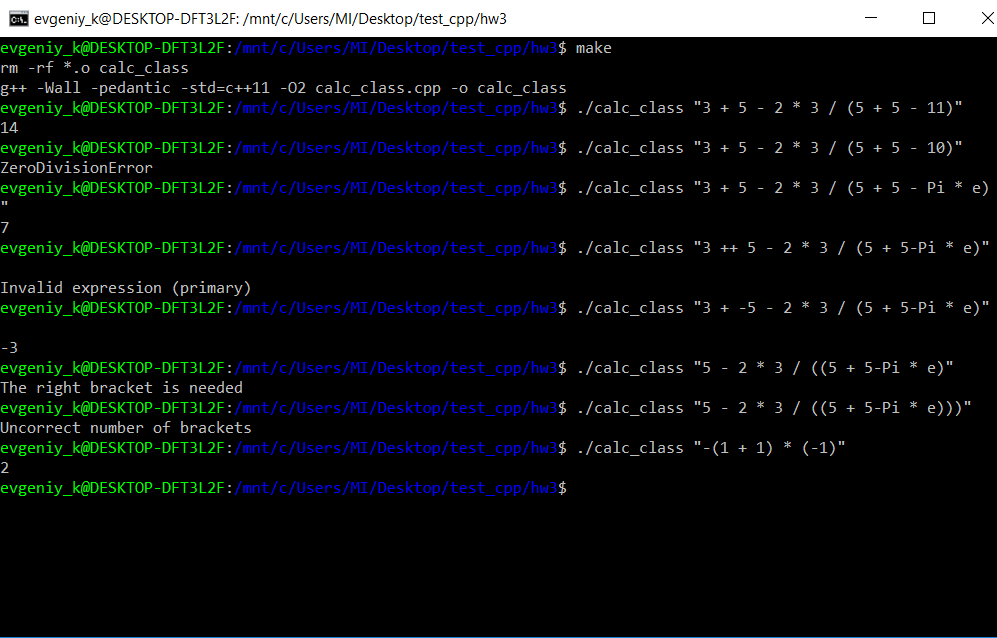 evgeniy_k@DESKTOP-DFT3L2F: /mnt/c/Users/MI/Desktop/test_cpp/hw3
evgeniy_k@DESKTOP-DFT3L2F:/mnt/c/Users/MI/Desktop/test_cpp/hw3$ make
rm -rf *.o calc_class
g++ -Wall -pedantic -std=c++11 -O2 calc_class.cpp -o calc_class
evgeniy_k@DESKTOP-DFT3L2F:/mnt/c/Users/MI/Desktop/test_cpp/hw3$ ./calc_class "3 + 5 - 2 * 3 / (5 + 5 - 11)"
14
evgeniy_k@DESKTOP-DFT3L2F:/mnt/c/Users/MI/Desktop/test_cpp/hw3$ ./calc_class "3 + 5 - 2 * 3 / (5 + 5 - 10)"
ZeroDivisionError
evgeniy_k@DESKTOP-DFT3L2F:/mnt/c/Users/MI/Desktop/test_cpp/hw3$ ./calc_class "3 + 5 - 2 * 3 / (5 + 5 - Pi * e)
"
7
evgeniy_k@DESKTOP-DFT3L2F:/mnt/c/Users/MI/Desktop/test_cpp/hw3$ ./calc_class "3 ++ 5 - 2 * 3 / (5 + 5-Pi * e)"
Invalid expression (primary)
evgeniy_k@DESKTOP-DFT3L2F:/mnt/c/Users/MI/Desktop/test_cpp/hw3$ ./calc_class "3 + -5 - 2 * 3 / (5 + 5-Pi * e)"
-3
evgeniy_k@DESKTOP-DFT3L2F:/mnt/c/Users/MI/Desktop/test_cpp/hw3$ ./calc_class "5 - 2 * 3 / ((5 + 5-Pi * e)"
The right bracket is needed
evgeniy_k@DESKTOP-DFT3L2F:/mnt/c/Users/MI/Desktop/test_cpp/hw3$ ./calc_class "5 - 2 * 3 / ((5 + 5-Pi * e)))"
Uncorrect number of brackets
evgeniy_k@DESKTOP-DFT3L2F:/mnt/c/Users/MI/Desktop/test_cpp/hw3$ ./calc_class "-(1 + 1) * (-1)"
2
evgeniy_k@DESKTOP-DFT3L2F:/mnt/c/Users/MI/Desktop/test_cpp/hw3$